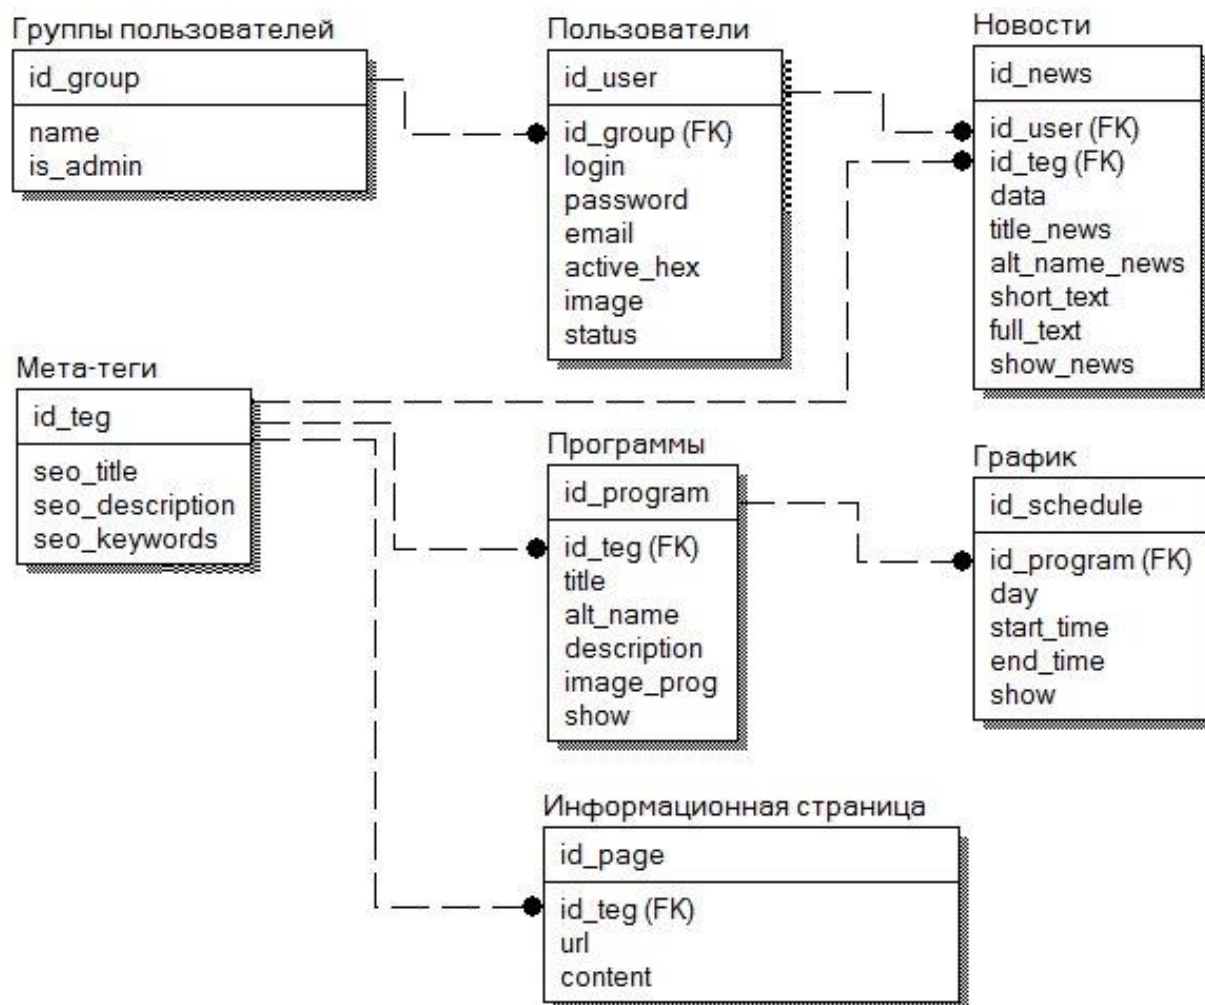 Группы пользователей
id_group
name
is_admin
Пользователи
id_user
id_group (FK)
login
password
email
active_hex
image
status
Новости
id_news
id_user (FK)
id_teg (FK)
data
title_news
alt_name_news
short_text
full_text
show_news
Мета-теги
id_teg
seo_title
seo_description
seo_keywords
Программы
id_program
id_teg (FK)
title
alt_name
description
image_prog
show
График
id_schedule
id_program (FK)
day
start_time
end_time
show
Информационная страница
id_page
id_teg (FK)
url
content